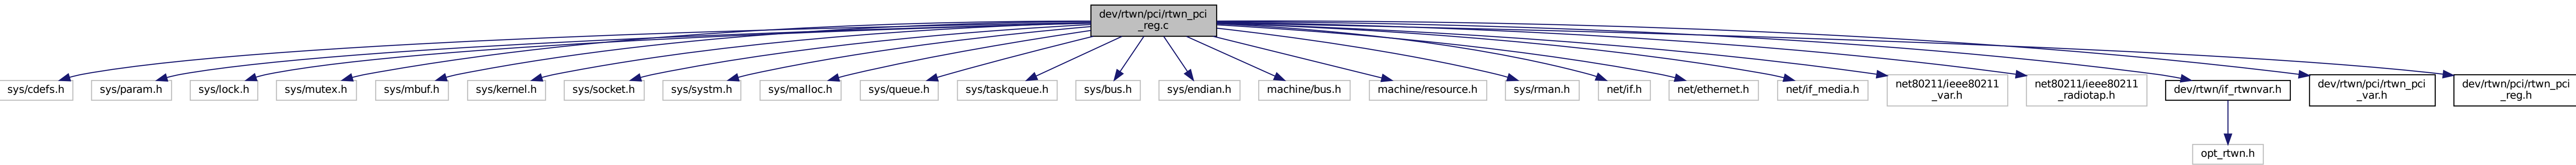 dev/rtwn/pci/rtwn_pci
_reg.c
sys/cdefs.h
sys/param.h
sys/lock.h
sys/mutex.h
sys/mbuf.h
sys/kernel.h
sys/socket.h
sys/systm.h
sys/malloc.h
sys/queue.h
sys/taskqueue.h
sys/bus.h
sys/endian.h
machine/bus.h
machine/resource.h
sys/rman.h
net/if.h
net/ethernet.h
net/if_media.h
net80211/ieee80211
_var.h
net80211/ieee80211
_radiotap.h
dev/rtwn/if_rtwnvar.h
dev/rtwn/pci/rtwn_pci
_var.h
dev/rtwn/pci/rtwn_pci
_reg.h
opt_rtwn.h